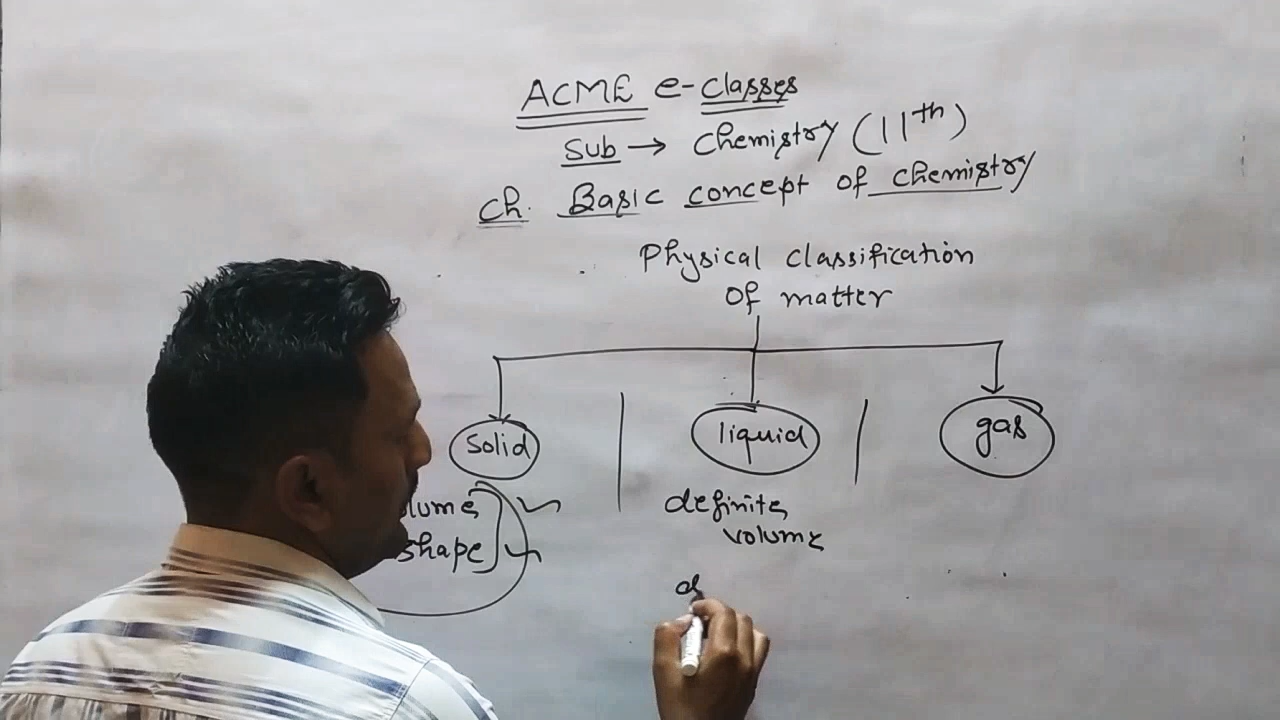 ACME e-classes
Sub → Chemistry (11th)
Ch. Basic concept of chemistry
Physical classification
of matter
solid
liquid
gas
definite
volume
shape